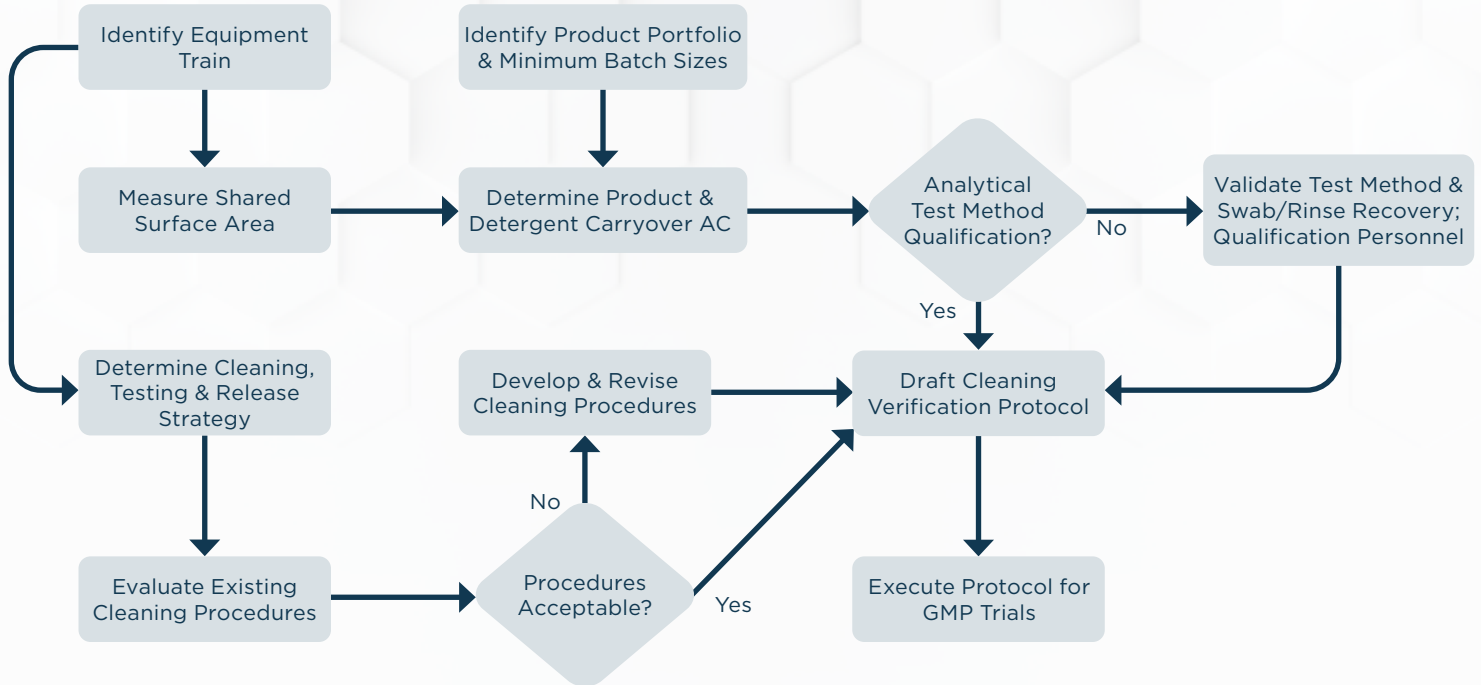 Identify Equipment
Train
Identify Product Portfolio
& Minimum Batch Sizes
Measure Shared
Surface Area
Determine Product &
Detergent Carryover AC
Analytical
Test Method
Qualification?
No
Validate Test Method &
Swab/Rinse Recovery;
Qualification Personnel
Yes
Determine Cleaning,
Testing & Release
Strategy
Develop & Revise
Cleaning Procedures
Draft Cleaning
Verification Protocol
No
Evaluate Existing
Cleaning Procedures
Procedures
Acceptable?
Yes
Execute Protocol for
GMP Trials